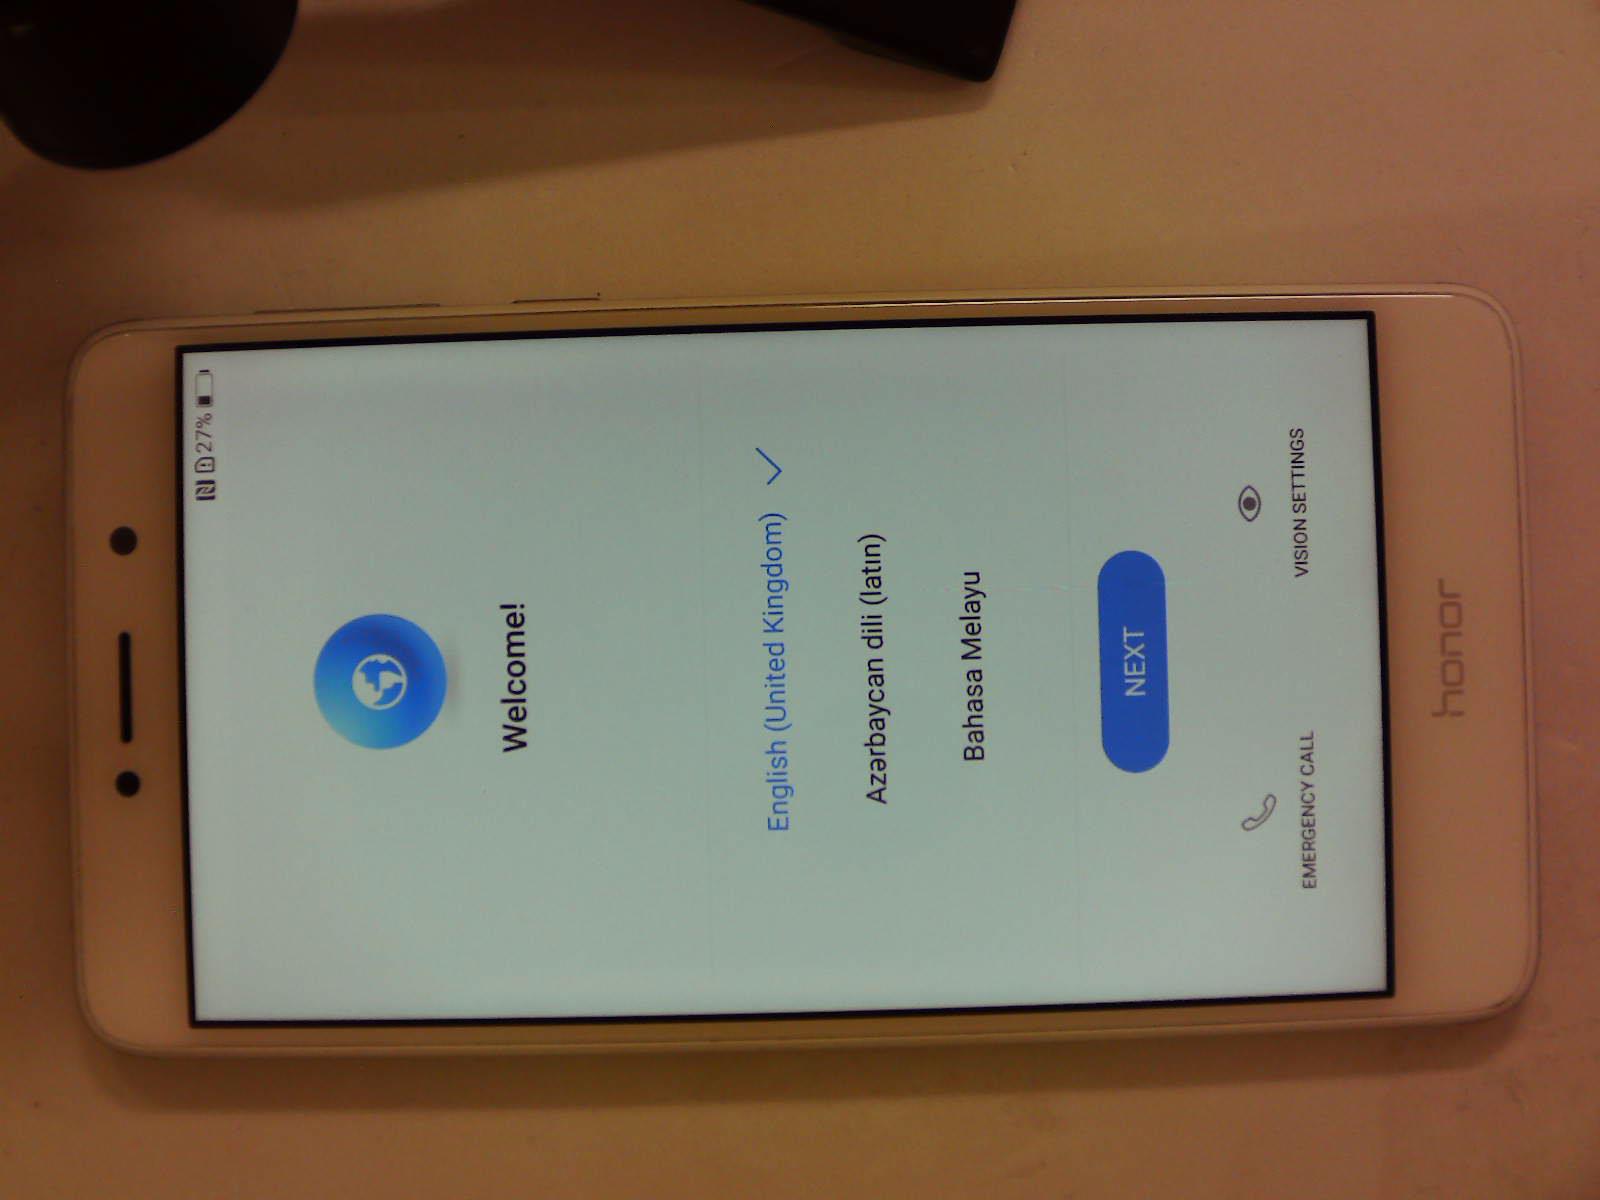 27%
Welcome!
English (United Kingdom)
Azərbaycan dili (latın)
Bahasa Melayu
NEXT
EMERGENCY CALL
VISION SETTINGS
honor